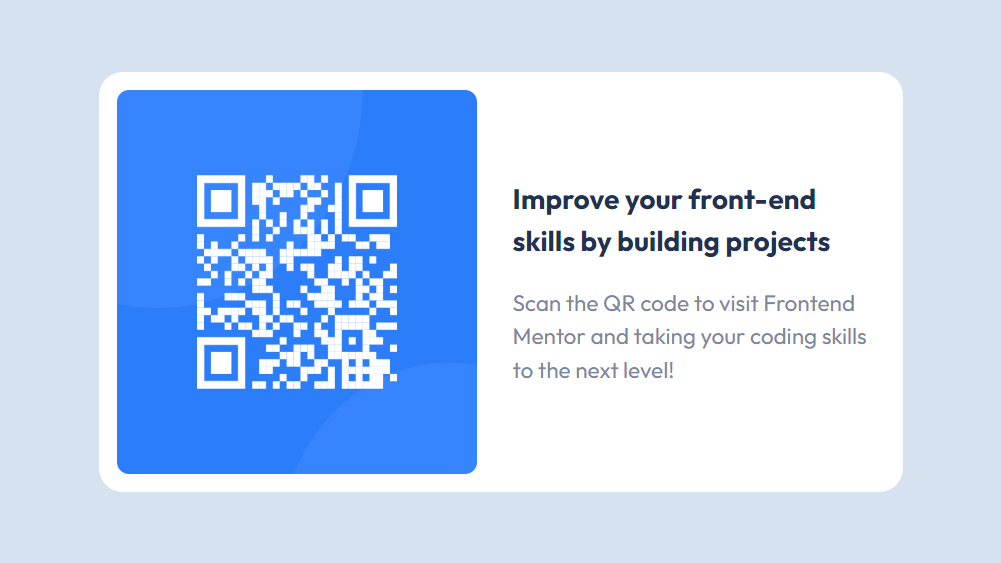 Improve your front-end
skills by building projects
Scan the QR code to visit Frontend
Mentor and taking your coding skills
to the next level!